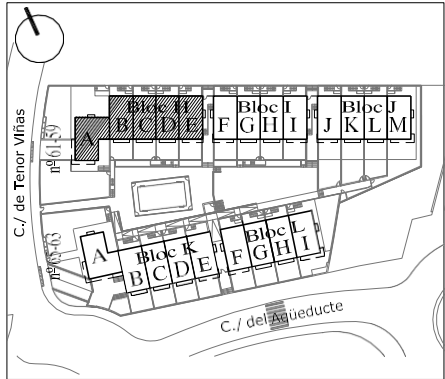 C./ de Tenor VIñas
nº 61-59
nº 65-63
Bloc H
A B C D E
Bloc I
F G H I
Bloc J
J K L M
Bloc K
A B C D E
Bloc L
F G H I
C./ del Aqüeducte